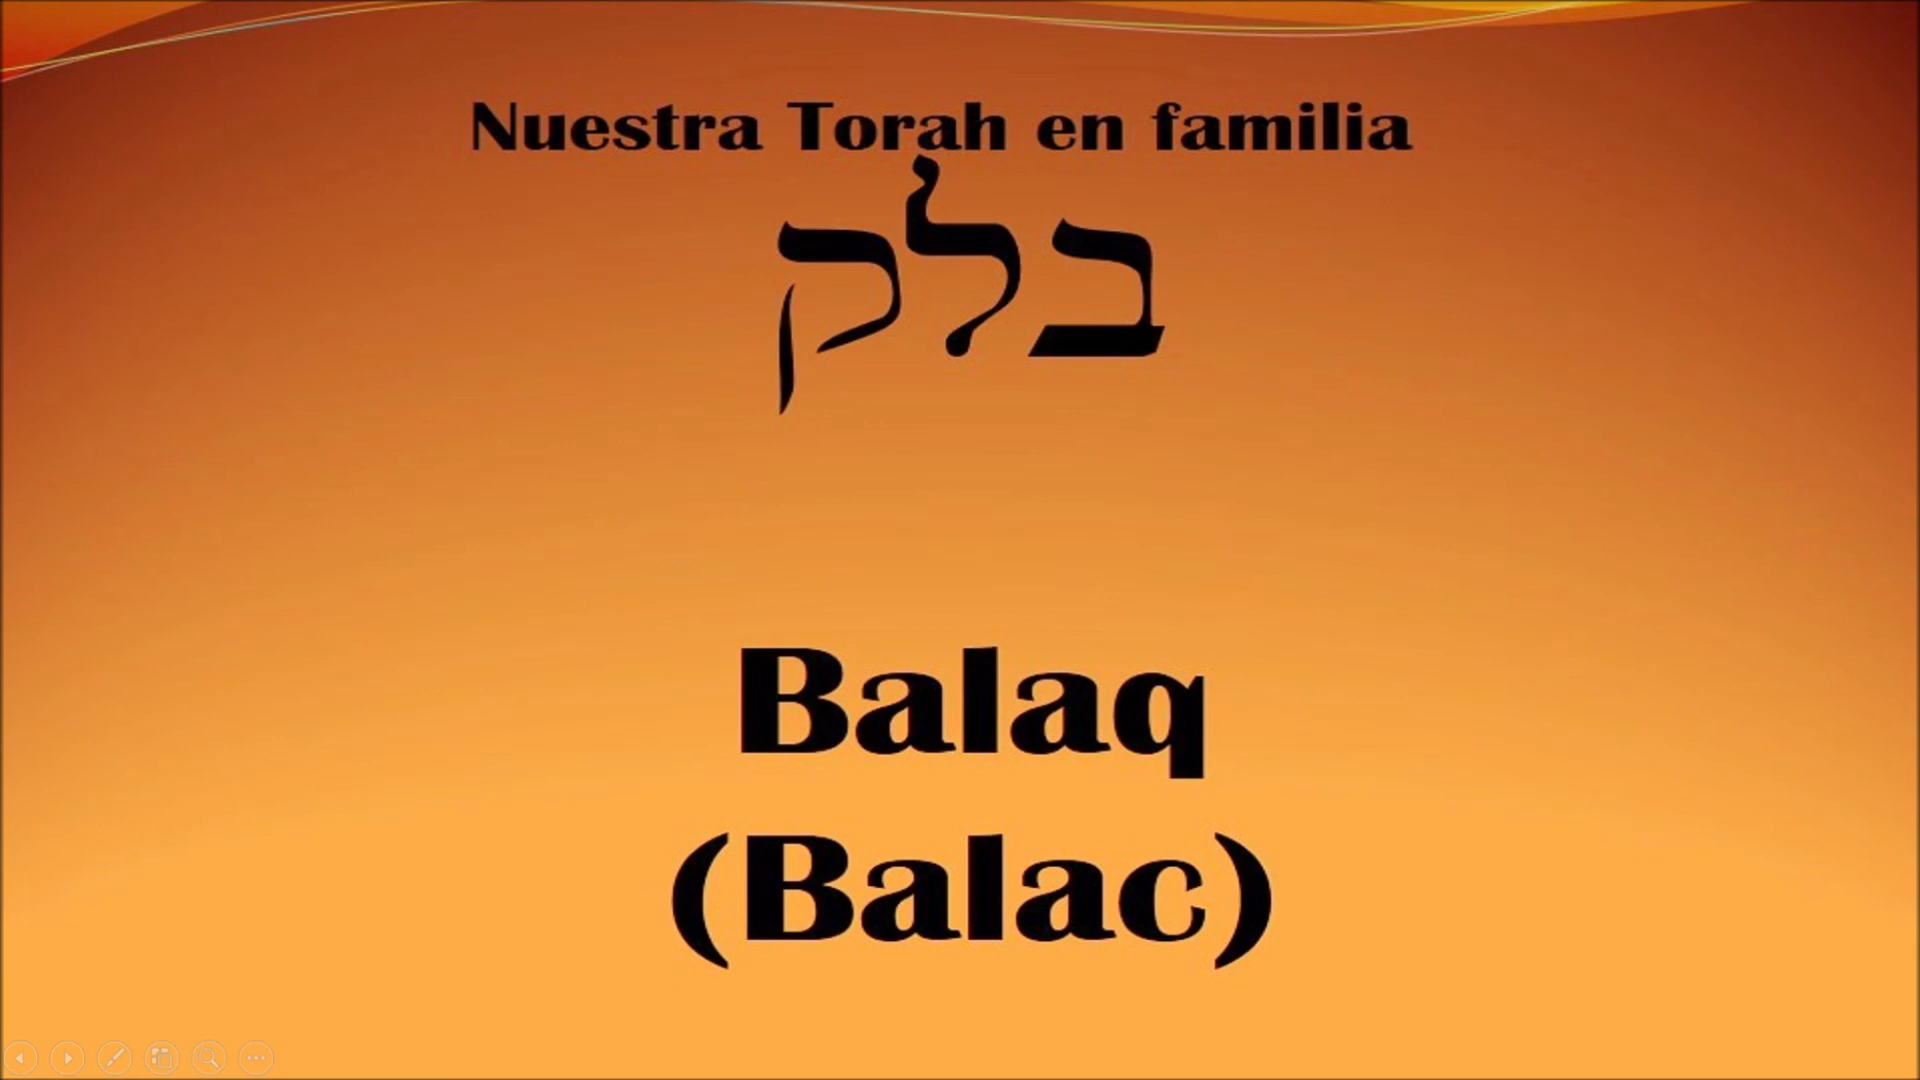 Nuestra Torah en familia
בלק
Balaq
(Balac)